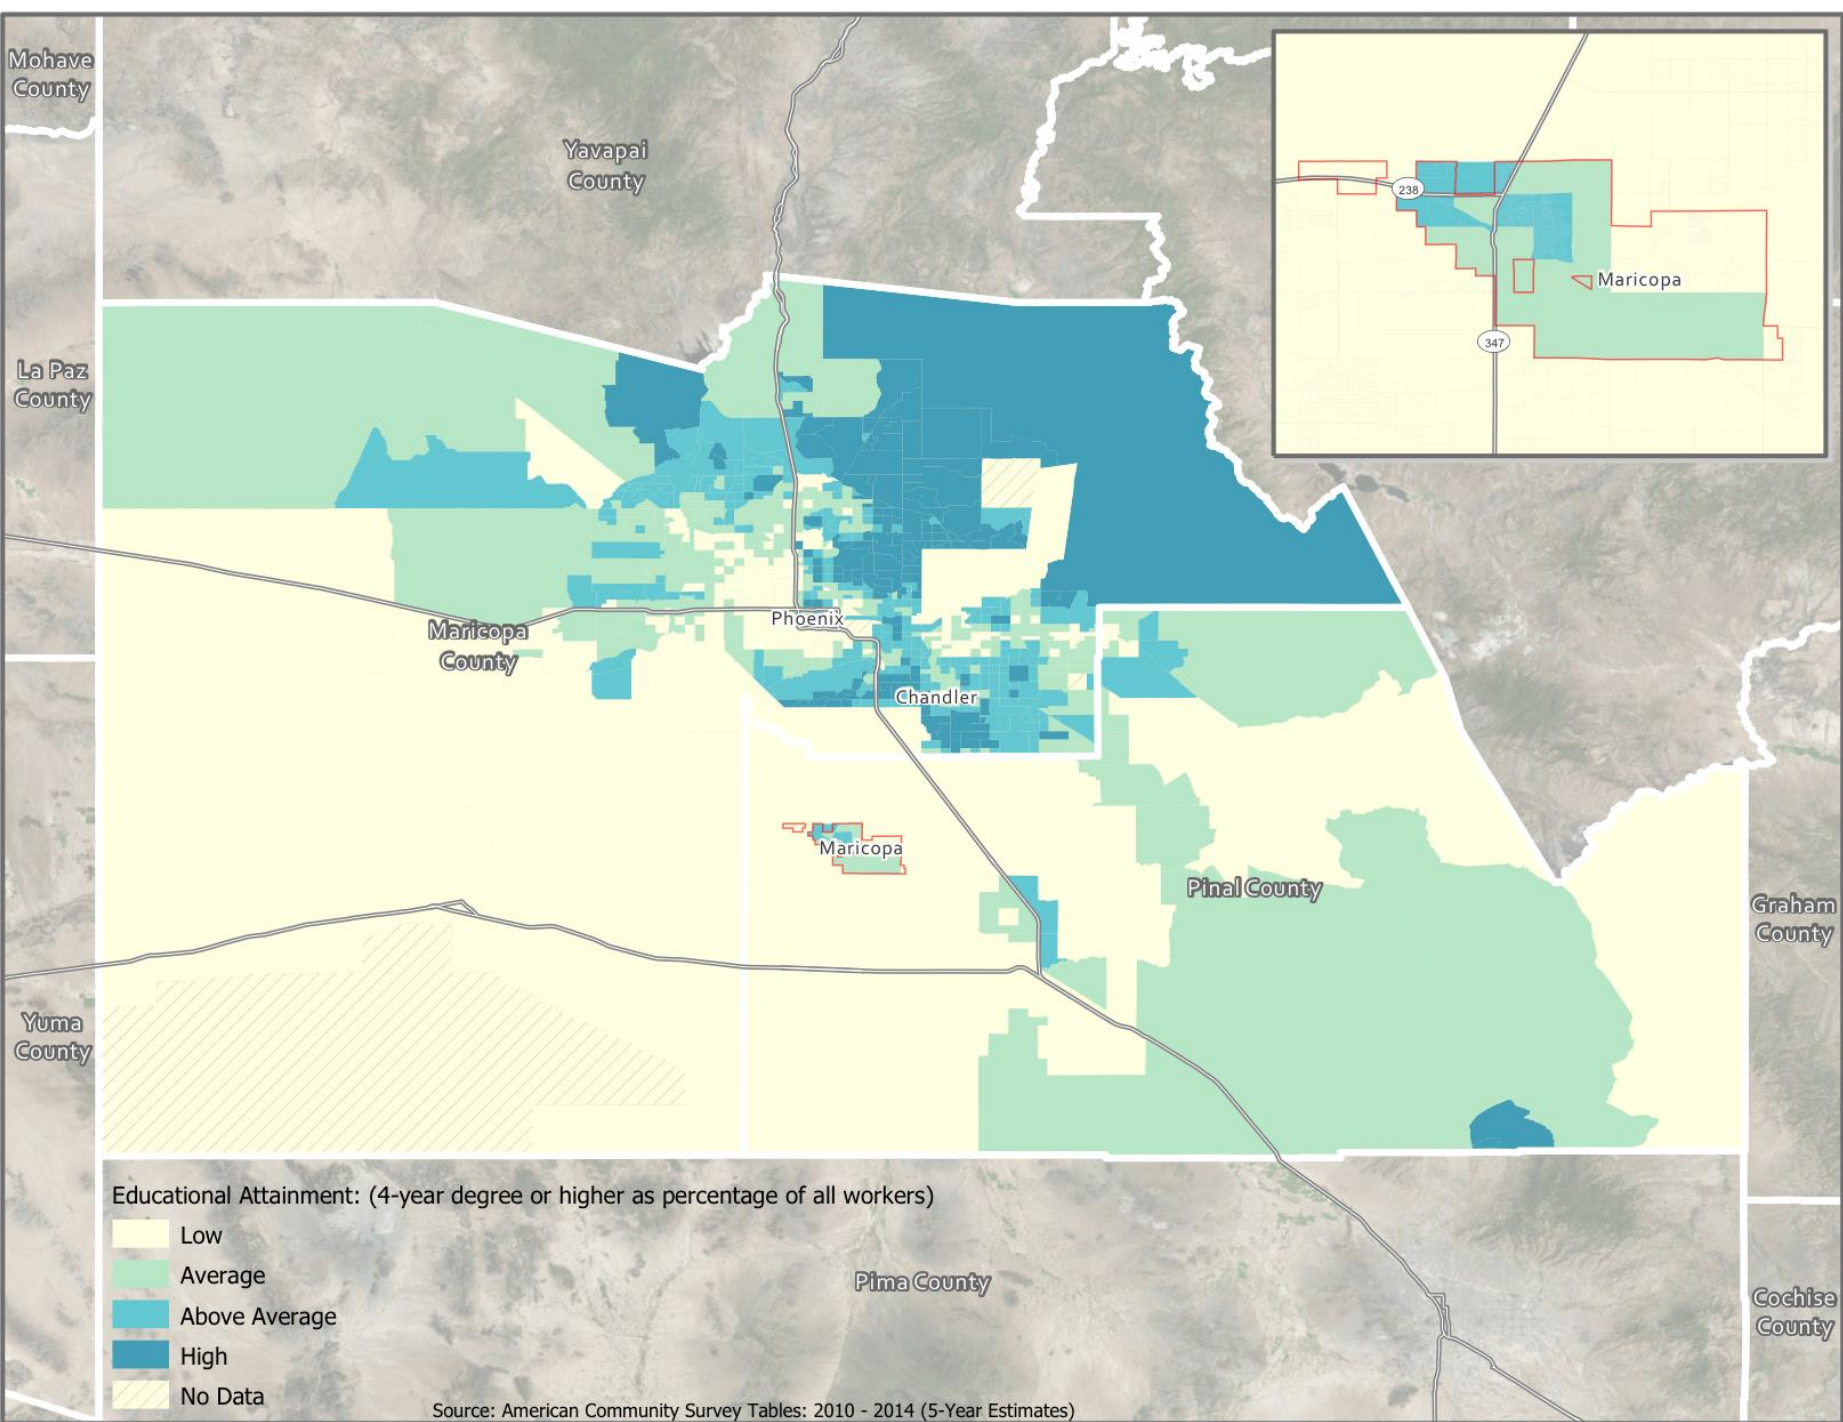 Mohave
County
Yavapai
County
238
Maricopa
347
La Paz
County
Phoenix
Maricopa
County
Chandler
Maricopa
Pinal County
Graham
County
Yuma
County
Educational Attainment: (4-year degree or higher as percentage of all workers)
Low
Average
Above Average
High
No Data
Pima County
Cochise
County
Source: American Community Survey Tables: 2010 - 2014 (5-Year Estimates)